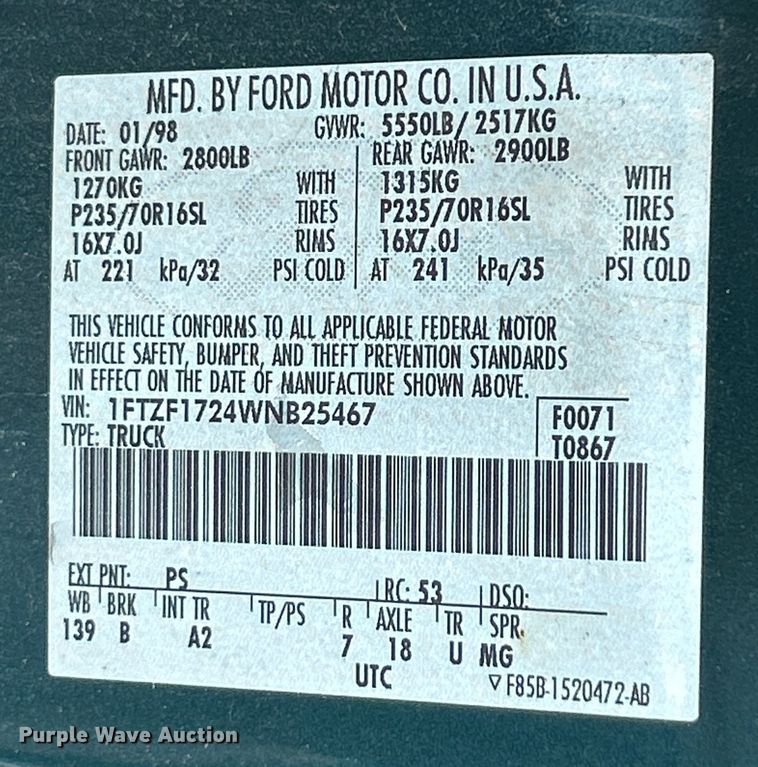 MFD. BY FORD MOTOR CO. IN U.S.A.
DATE: 01/98 GVWR: 5550LB/ 2517KG
FRONT GAWR: 2800LB REAR GAWR: 2900LB
1270KG WITH 1315KG WITH
P235/70R16SL TIRES P235/70R16SL TIRES
16X7.0J RIMS 16X7.0J RIMS
AT 221 kPa/32 PSI COLD AT 241 kPa/35 PSI COLD
THIS VEHICLE CONFORMS TO ALL APPLICABLE FEDERAL MOTOR
VEHICLE SAFETY, BUMPER, AND THEFT PREVENTION STANDARDS
IN EFFECT ON THE DATE OF MANUFACTURE SHOWN ABOVE.
VIN: 1FTZF1724WNB25467 F0071
TYPE: TRUCK T0867
EXT PNT: PS RC: 53 DSO:
WB BRK INT TR TP/PS R AXLE TR SPR
139 B A2 7 18 U MG
UTC F85B-1520472-AB
Purple Wave Auction